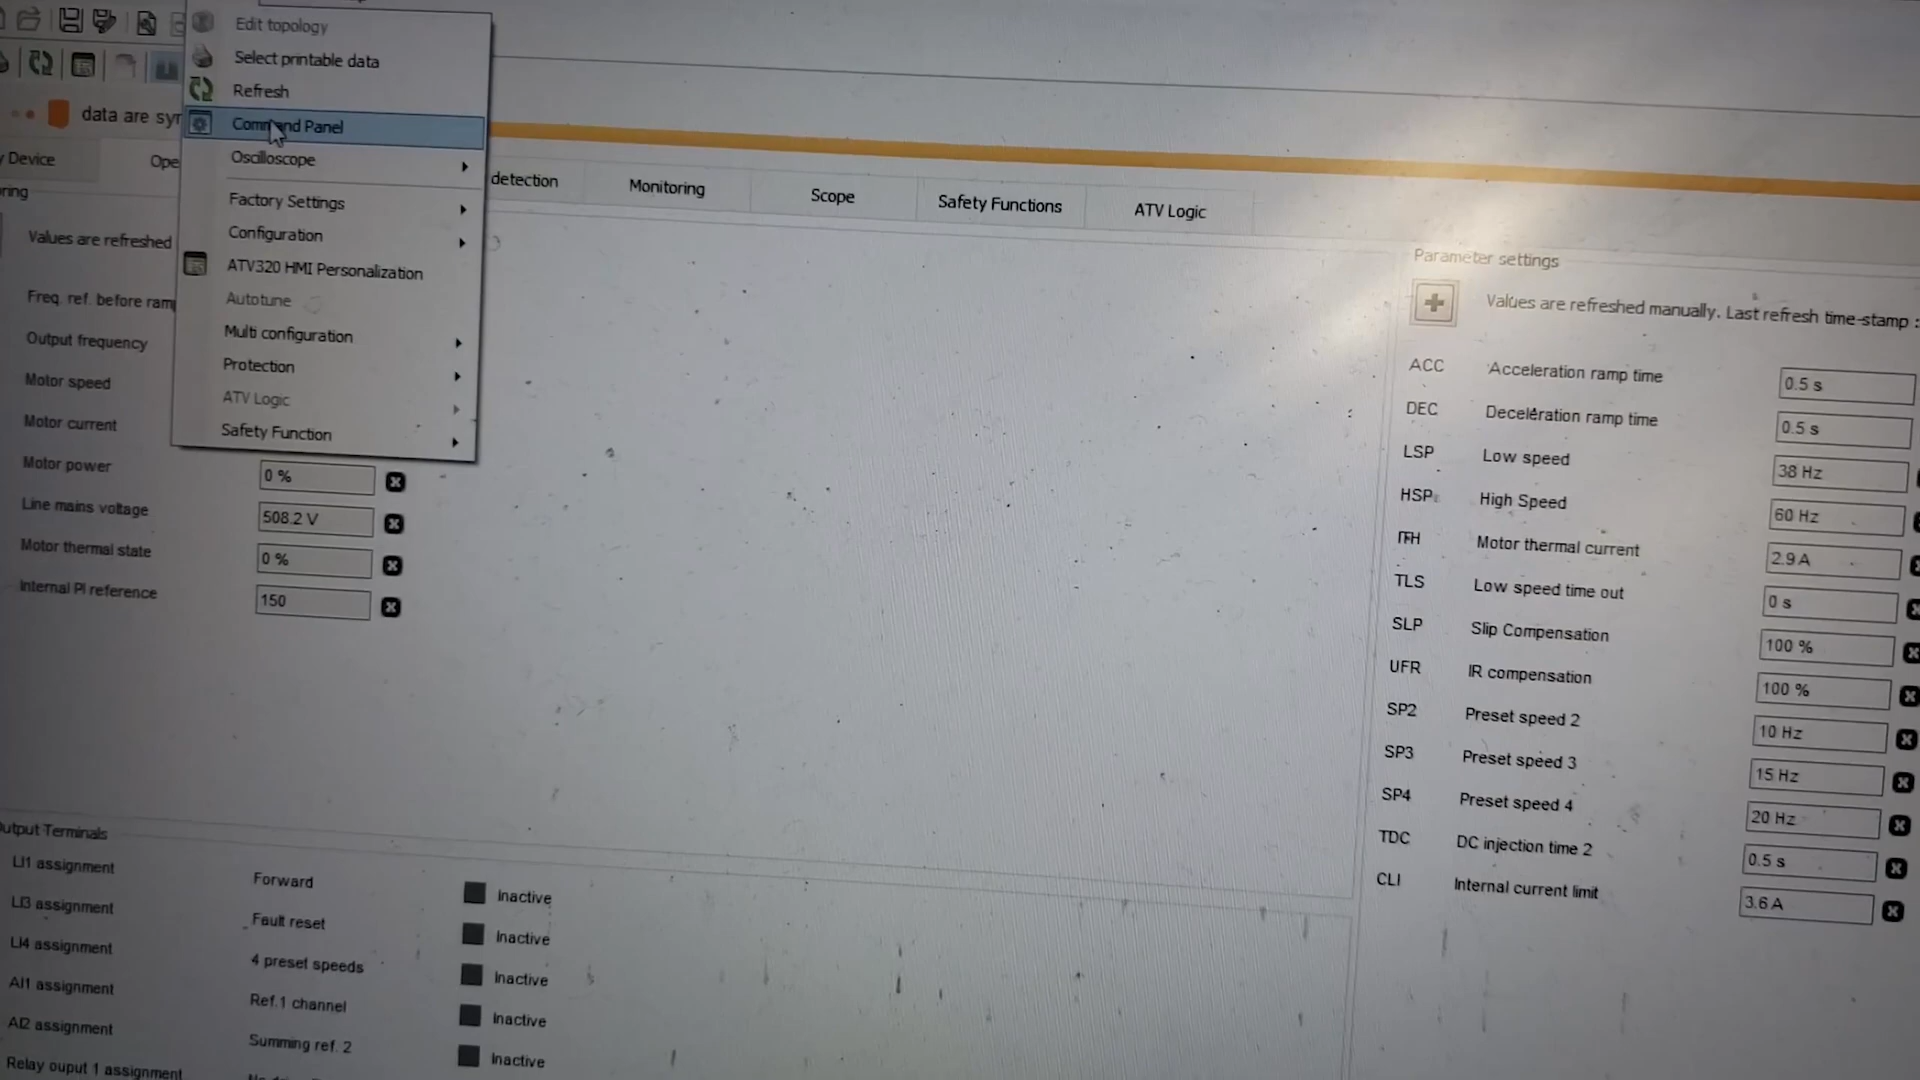 Edit topology
Select printable data
Refresh
Command Panel
Oscilloscope
Factory Settings
Configuration
ATV320 HMI Personalization
Autotune
Multi configuration
Protection
ATV Logic
Safety Function
data are syn
Device
Ope
detection
Monitoring
Scope
Safety Functions
ATV Logic
ring
Values are refreshed
Freq. ref. before ramp
Output frequency
Motor speed
Motor current
Motor power 0 %
Line mains voltage 508.2 V
Motor thermal state 0 %
Internal PI reference 150
Parameter settings
Values are refreshed manually. Last refresh time-stamp :
ACC Acceleration ramp time 0.5 s
DEC Deceleration ramp time 0.5 s
LSP Low speed 38 Hz
HSP High Speed 60 Hz
ITH Motor thermal current 2.9 A
TLS Low speed time out 0 s
SLP Slip Compensation 100 %
UFR IR compensation 100 %
SP2 Preset speed 2 10 Hz
SP3 Preset speed 3 15 Hz
SP4 Preset speed 4 20 Hz
TDC DC injection time 2 0.5 s
CLI Internal current limit 3.6 A
utput Terminals
LI1 assignment Forward Inactive
LI3 assignment Fault reset Inactive
LI4 assignment 4 preset speeds Inactive
AI1 assignment Ref.1 channel Inactive
AI2 assignment Summing ref. 2 Inactive
Relay ouput 1 assignment